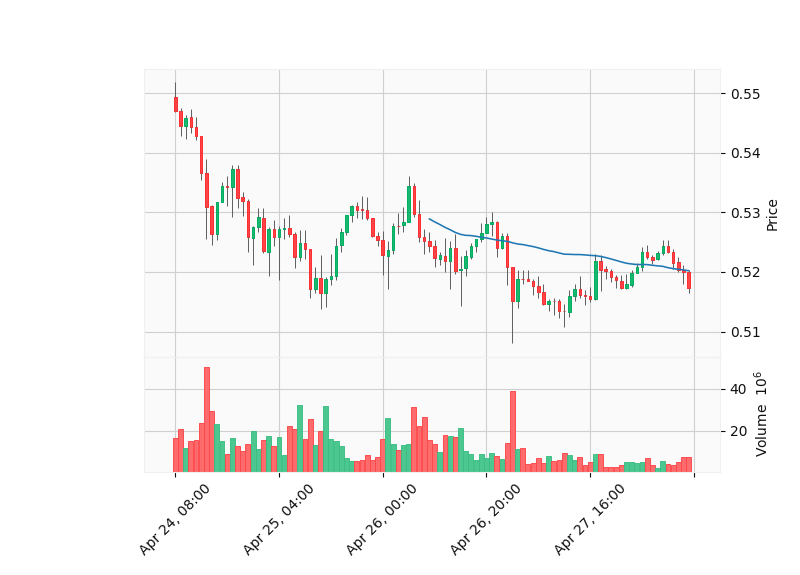 0.55
0.54
0.53
0.52
0.51
Price
40
20
Volume 10^6
Apr 24, 08:00
Apr 25, 04:00
Apr 26, 00:00
Apr 26, 20:00
Apr 27, 16:00